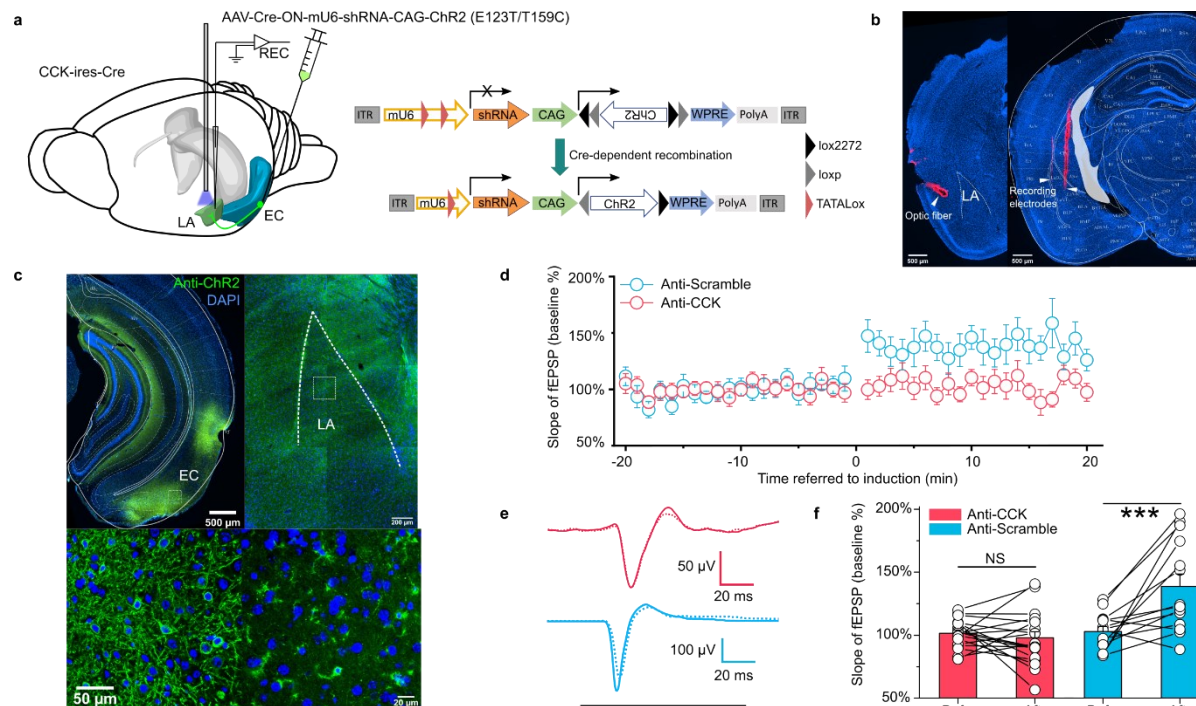 a
AAV-Cre-ON-mU6-shRNA-CAG-ChR2 (E123T/T159C)
CCK-ires-Cre
REC
LA
EC
ITR mU6 shRNA CAG ChR2 WPRE PolyA ITR
Cre-dependent recombination
ITR mU6 shRNA CAG ChR2 WPRE PolyA ITR
lox2272
loxp
TATALox
b
LA
Optic fiber
Recording
electrodes
500 μm
500 μm
c
Anti-ChR2
DAPI
EC
500 μm
LA
200 μm
50 μm
20 μm
d
Slope of fEPSP (baseline %)
200%
150%
100%
50%
Anti-Scramble
Anti-CCK
-20 -10 0 10 20
Time referred to induction (min)
e
50 μV
20 ms
100 μV
20 ms
f
Slope of fEPSP (baseline %)
200%
150%
100%
50%
Anti-CCK
Anti-Scramble
NS
***